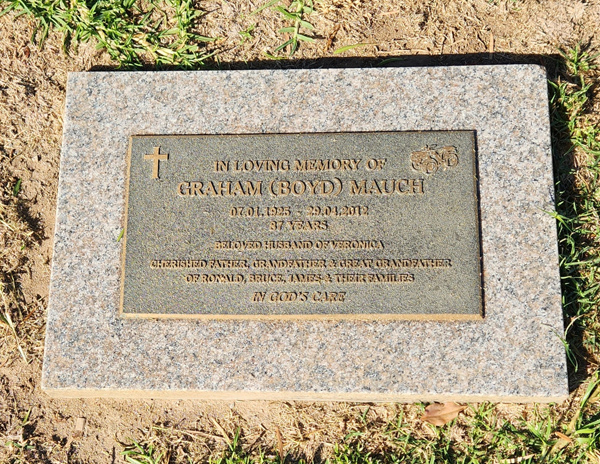 IN LOVING MEMORY OF
GRAHAM (BOYD) MAUCH
07.01.1925 - 29.04.2012
87 YEARS
BELOVED HUSBAND OF VERONICA
CHERISHED FATHER, GRANDFATHER & GREAT GRANDFATHER
OF RONALD, BRUCE, JAMES & THEIR FAMILIES
IN GOD'S CARE